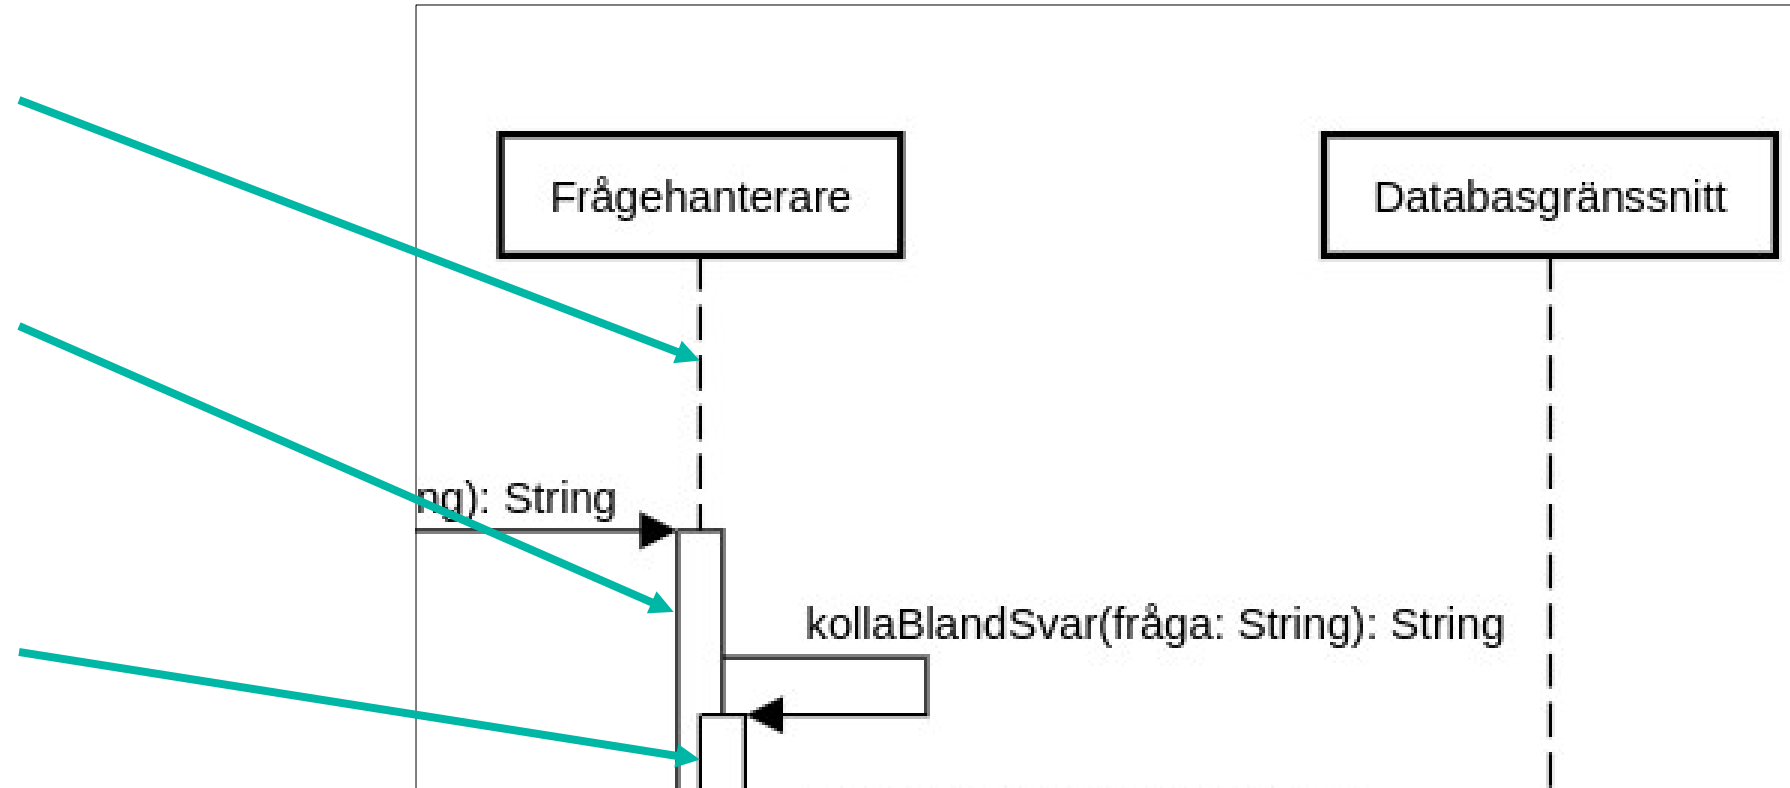 Frågehanterare
Databasgränssnitt
ng): String
kollaBlandSvar(fråga: String): String